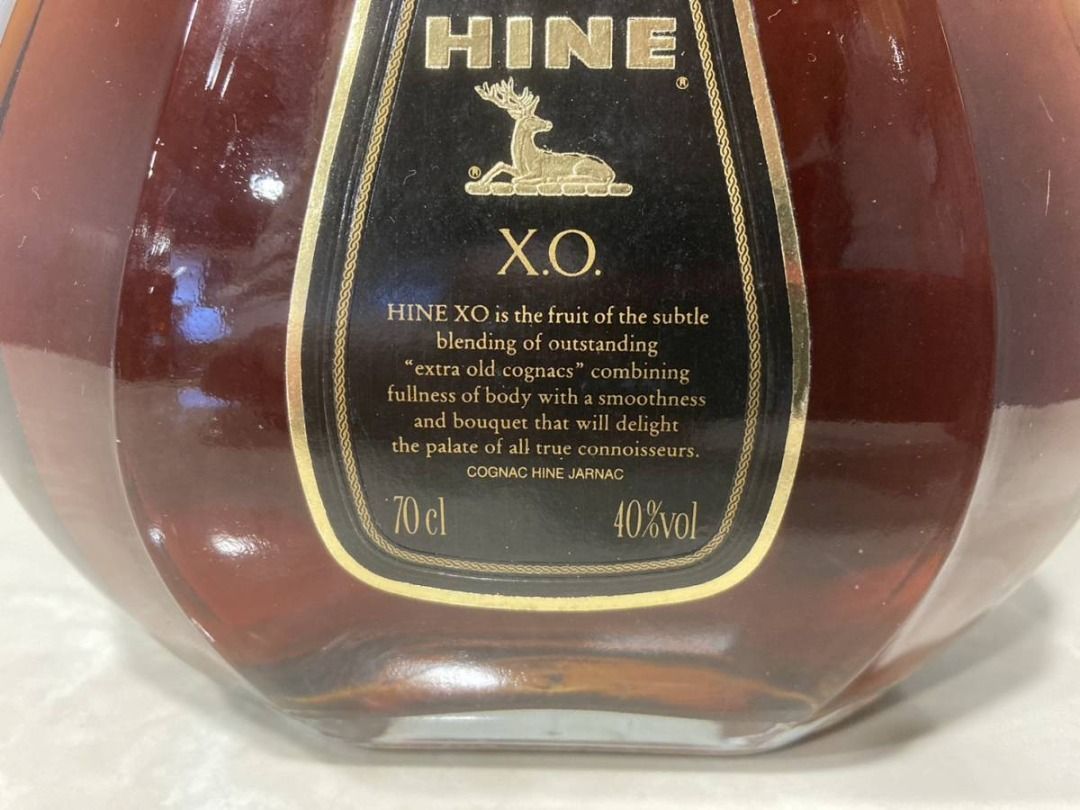 HINE
®
®
X.O.
HINE XO is the fruit of the subtle
blending of outstanding
“extra old cognacs” combining
fullness of body with a smoothness
and bouquet that will delight
the palate of all true connoisseurs.
COGNAC HINE JARNAC
70 cl 40%vol